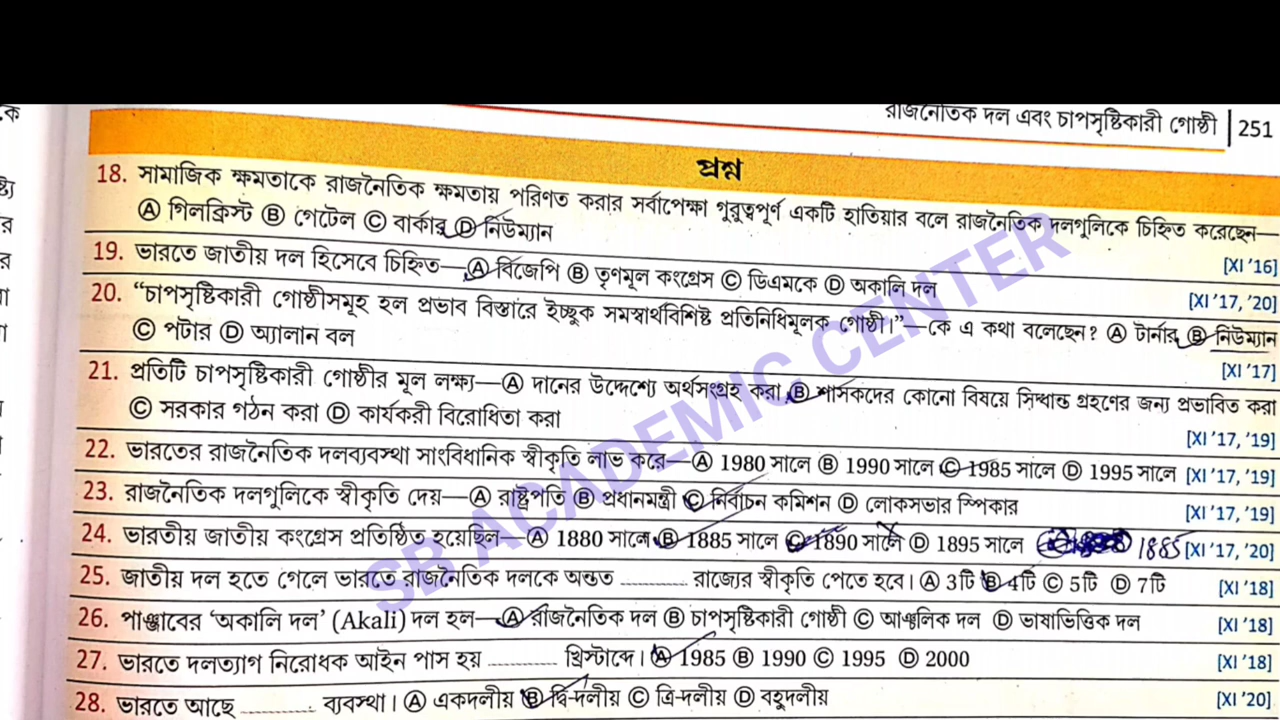 রাজনৈতিক দল এবং চাপসৃষ্টিকারী গোষ্ঠী | 251
প্রশ্ন
18. সামাজিক ক্ষমতাকে রাজনৈতিক ক্ষমতায় পরিণত করার সর্বাপেক্ষা গুরুত্বপূর্ণ একটি হাতিয়ার বলে রাজনৈতিক দলগুলিকে চিহ্নিত করেছেন—
Ⓐ গিলক্রিস্ট Ⓑ গেটেল Ⓒ বার্কার Ⓓ নিউম্যান [XI '16]
19. ভারতে জাতীয় দল হিসেবে চিহ্নিত—Ⓐ বিজেপি Ⓑ তৃণমূল কংগ্রেস Ⓒ ডিএমকে Ⓓ অকালি দল [XI '17, '20]
20. “চাপসৃষ্টিকারী গোষ্ঠীসমূহ হল প্রভাব বিস্তারে ইচ্ছুক সমস্বার্থবিশিষ্ট প্রতিনিধিমূলক গোষ্ঠী।”—কে এ কথা বলেছেন? Ⓐ টার্নার Ⓑ নিউম্যান
Ⓒ পটার Ⓓ অ্যালান বল [XI '17]
21. প্রতিটি চাপসৃষ্টিকারী গোষ্ঠীর মূল লক্ষ্য—Ⓐ দানের উদ্দেশ্যে অর্থসংগ্রহ করা Ⓑ শাসকদের কোনো বিষয়ে সিদ্ধান্ত গ্রহণের জন্য প্রভাবিত করা
Ⓒ সরকার গঠন করা Ⓓ কার্যকরী বিরোধিতা করা [XI '17, '19]
22. ভারতের রাজনৈতিক দলব্যবস্থা সাংবিধানিক স্বীকৃতি লাভ করে—Ⓐ 1980 সালে Ⓑ 1990 সালে Ⓒ 1985 সালে Ⓓ 1995 সালে [XI '17, '19]
23. রাজনৈতিক দলগুলিকে স্বীকৃতি দেয়—Ⓐ রাষ্ট্রপতি Ⓑ প্রধানমন্ত্রী Ⓒ নির্বাচন কমিশন Ⓓ লোকসভার স্পিকার [XI '17, '19]
24. ভারতীয় জাতীয় কংগ্রেস প্রতিষ্ঠিত হয়েছিল—Ⓐ 1880 সালে Ⓑ 1885 সালে Ⓒ 1890 সালে Ⓓ 1895 সালে 1885 [XI '17, '20]
25. জাতীয় দল হতে গেলে ভারতে রাজনৈতিক দলকে অন্তত .......... রাজ্যের স্বীকৃতি পেতে হবে। Ⓐ 3টি Ⓑ 4টি Ⓒ 5টি Ⓓ 7টি [XI '18]
26. পাঞ্জাবের ‘অকালি দল’ (Akali) দল হল—Ⓐ রাজনৈতিক দল Ⓑ চাপসৃষ্টিকারী গোষ্ঠী Ⓒ আঞ্চলিক দল Ⓓ ভাষাভিত্তিক দল [XI '18]
27. ভারতে দলত্যাগ নিরোধক আইন পাস হয় .......... খ্রিস্টাব্দে। Ⓐ 1985 Ⓑ 1990 Ⓒ 1995 Ⓓ 2000 [XI '18]
28. ভারতে আছে .......... ব্যবস্থা। Ⓐ একদলীয় Ⓑ দ্বি-দলীয় Ⓒ ত্রি-দলীয় Ⓓ বহুদলীয় [XI '20]
SB ACADEMIC CENTER